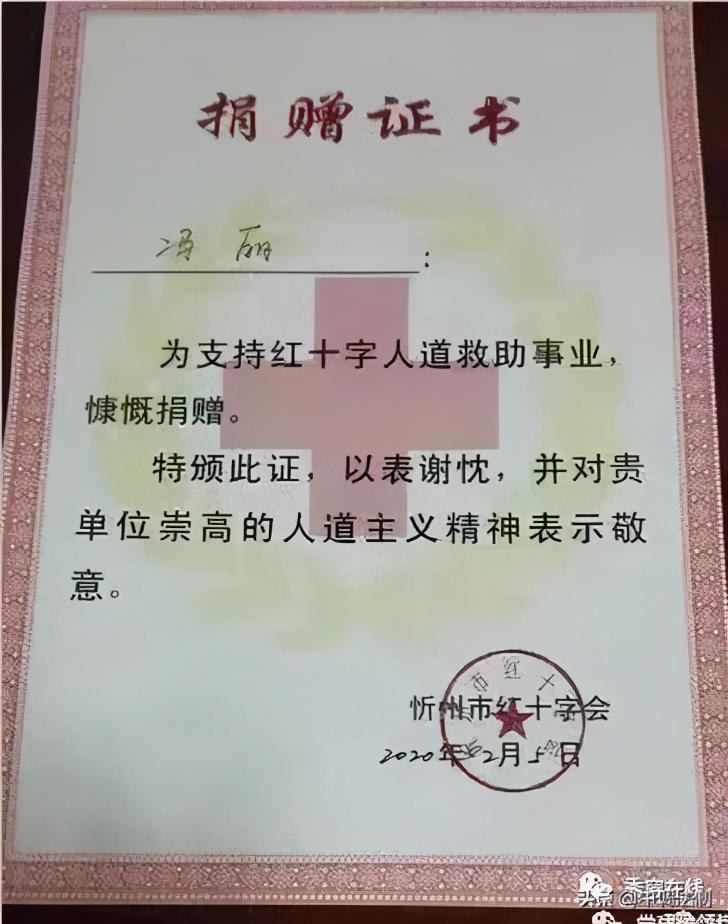 捐赠证书
冯丽：
为支持红十字人道救助事业，
慷慨捐赠。
特颁此证，以表谢忱，并对贵
单位崇高的人道主义精神表示敬
意。
忻州市红十字会
2020年2月5日
头条